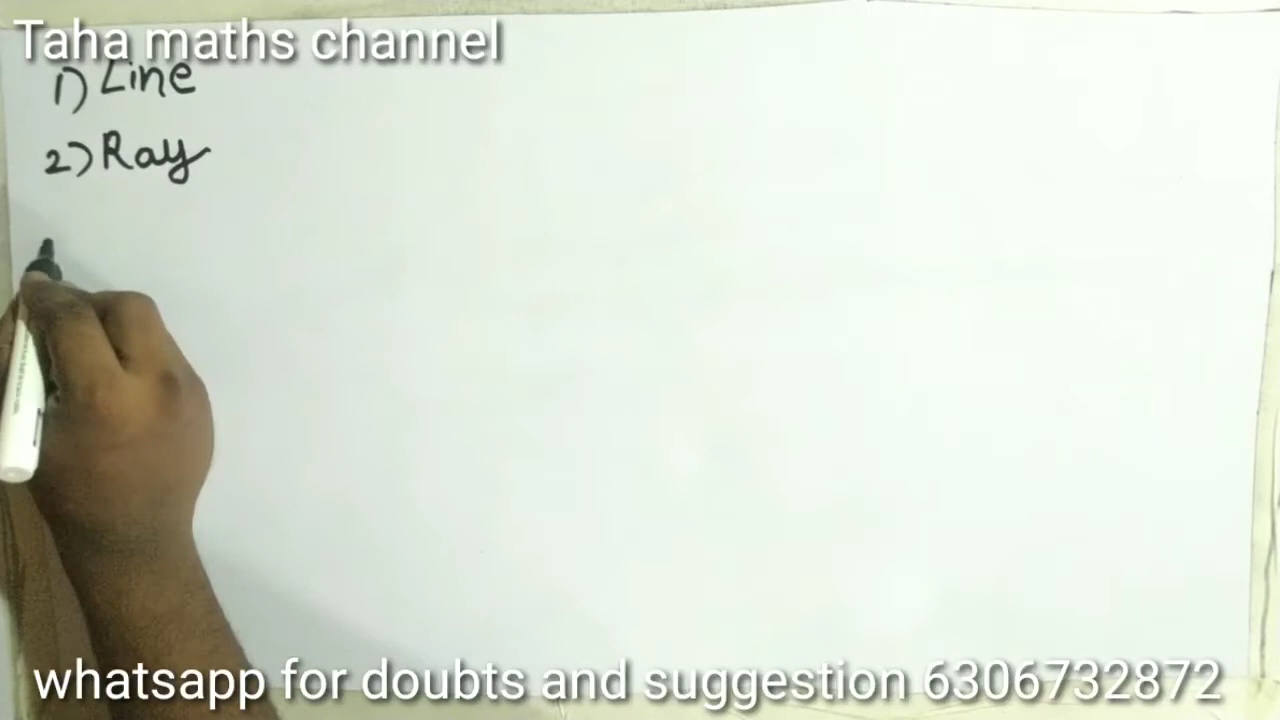 Taha maths channel
1) Line
2) Ray
whatsapp for doubts and suggestion 6306732872